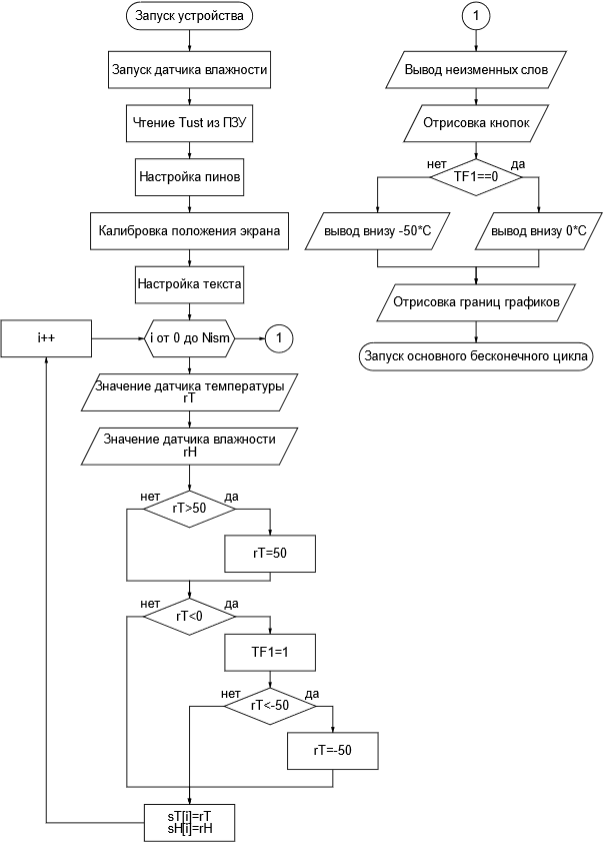 Запуск устройства
Запуск датчика влажности
Чтение Tust из ПЗУ
Настройка пинов
Калибровка положения экрана
Настройка текста
i++
i от 0 до Nism
1
Значение датчика температуры
rT
Значение датчика влажности
rH
нет
да
rT>50
rT=50
нет
да
rT<0
TF1=1
нет
да
rT<-50
rT=-50
sT[i]=rT
sH[i]=rH
1
Вывод неизменных слов
Отрисовка кнопок
нет
да
TF1==0
вывод внизу -50*C
вывод внизу 0*C
Отрисовка границ графиков
Запуск основного бесконечного цикла